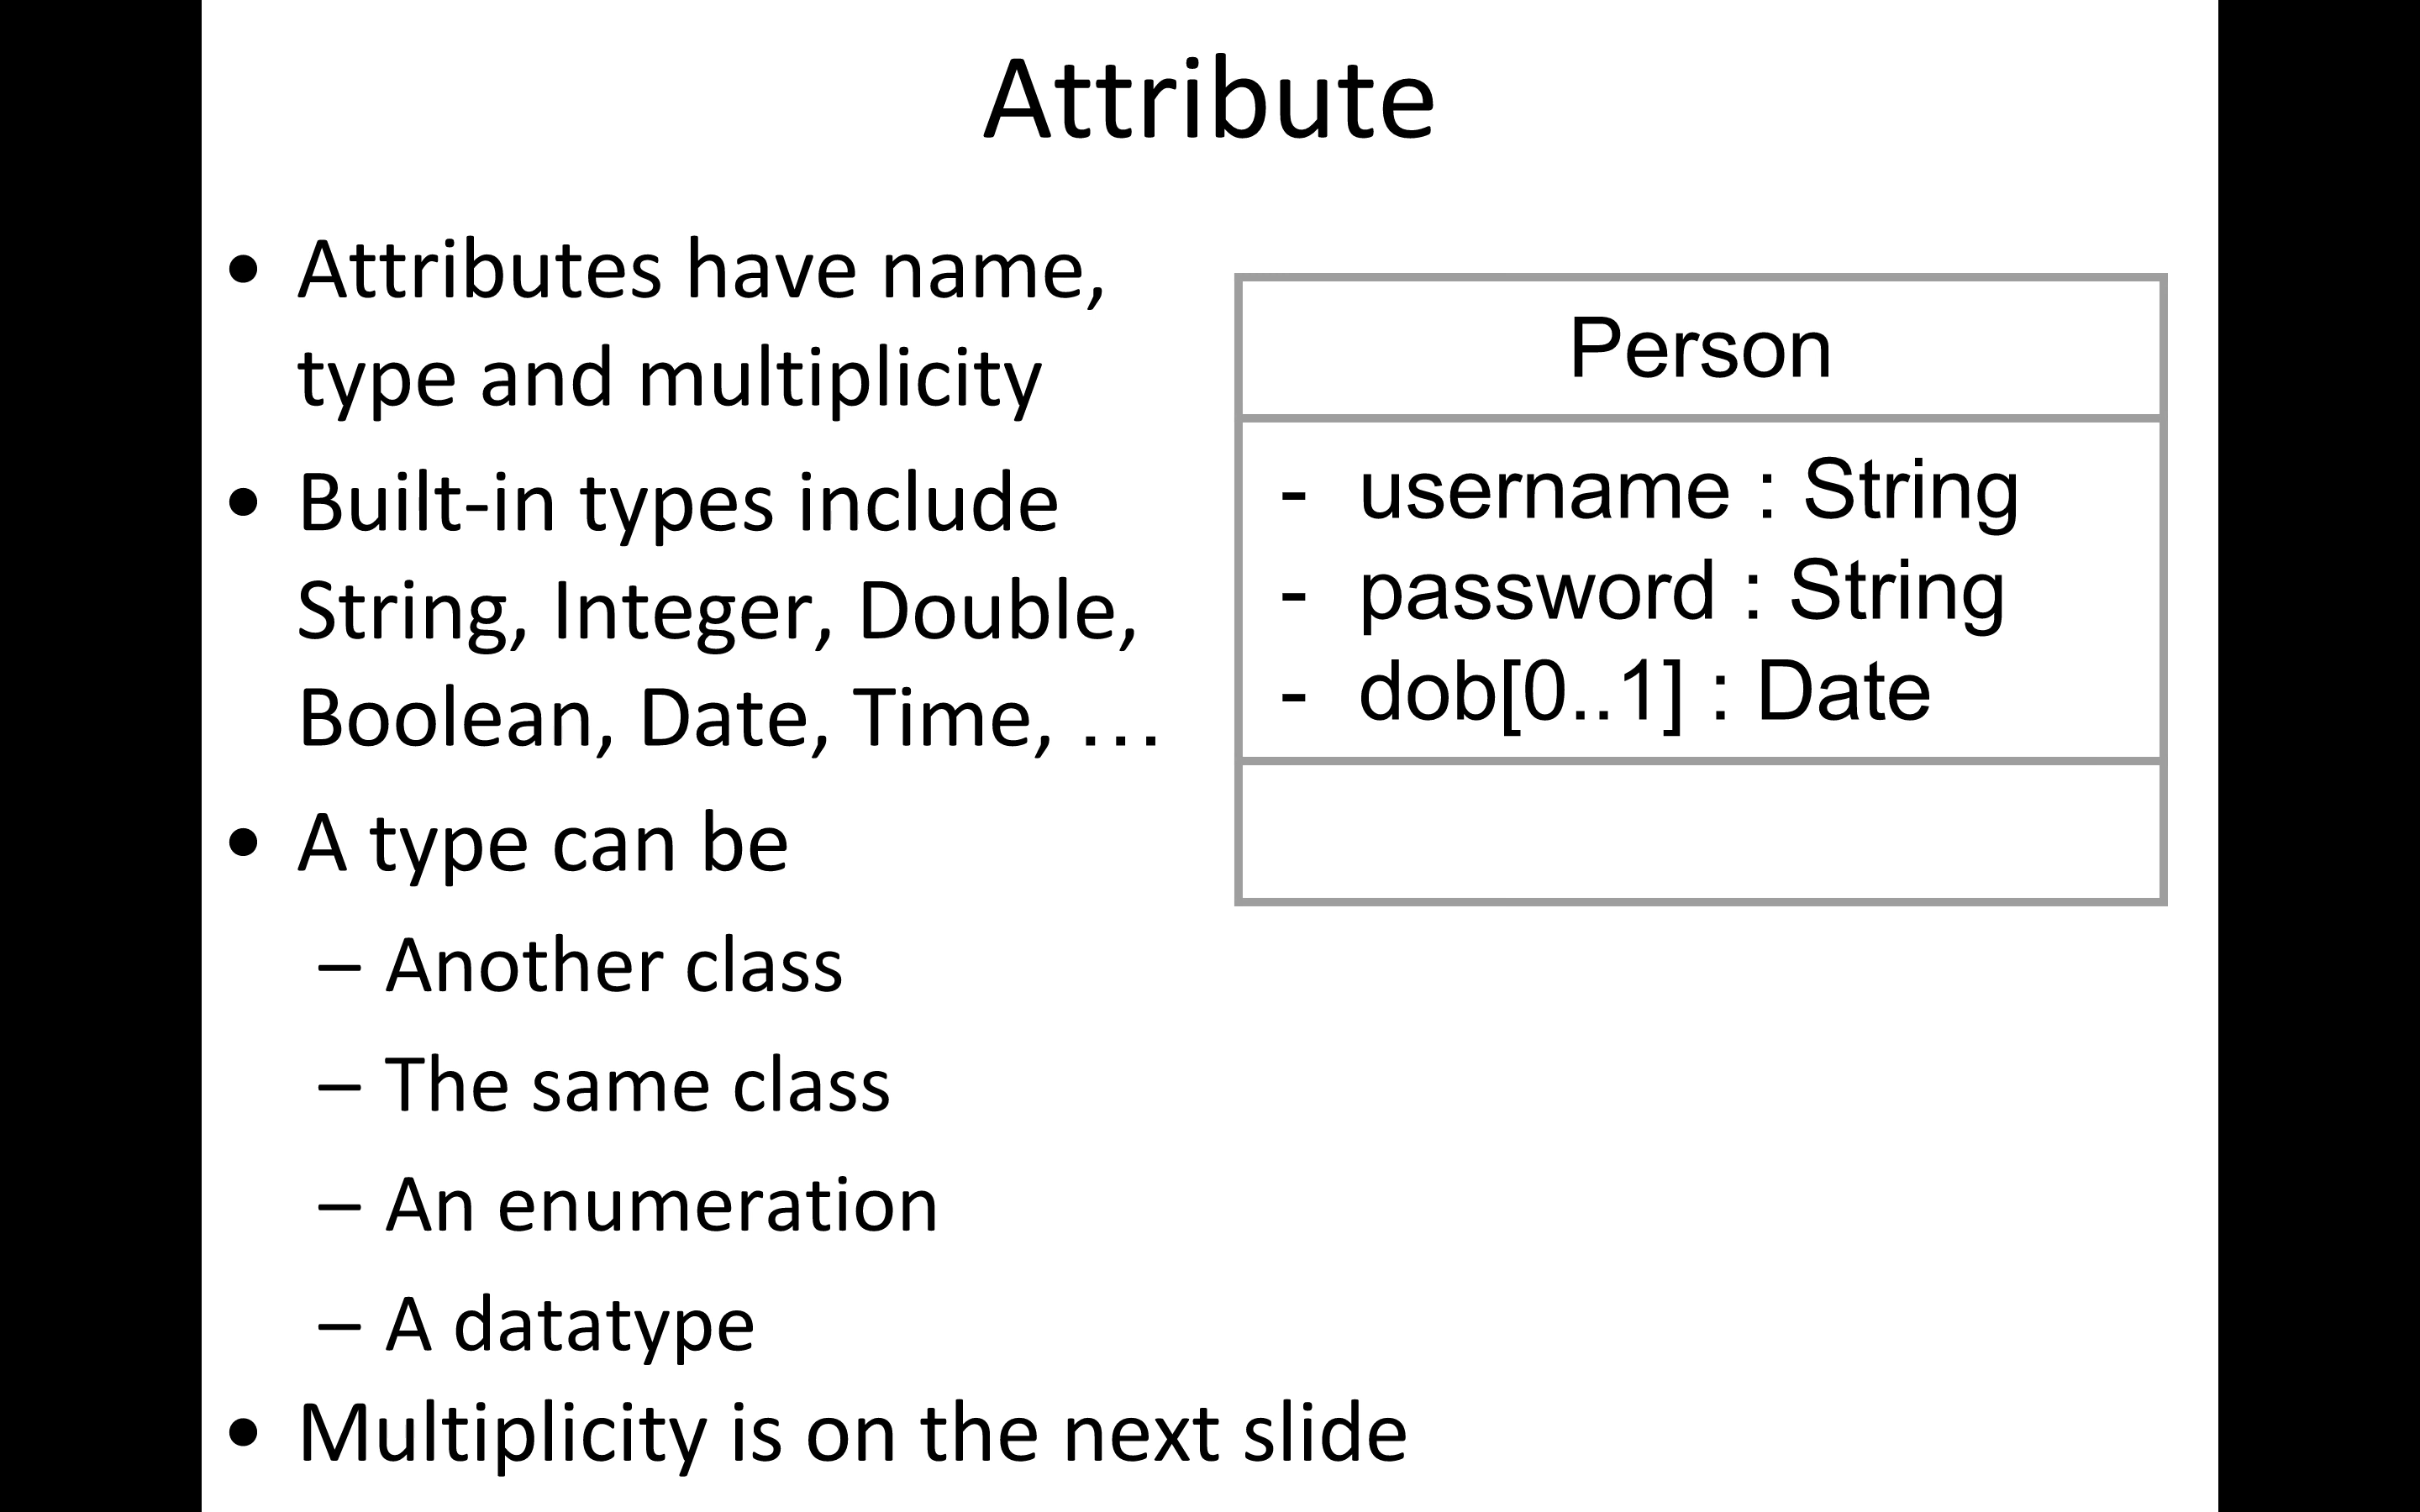 Attribute
• Attributes have name,
type and multiplicity
• Built-in types include
String, Integer, Double,
Boolean, Date, Time, …
• A type can be
– Another class
– The same class
– An enumeration
– A datatype
• Multiplicity is on the next slide
Person
- username : String
- password : String
- dob[0..1] : Date